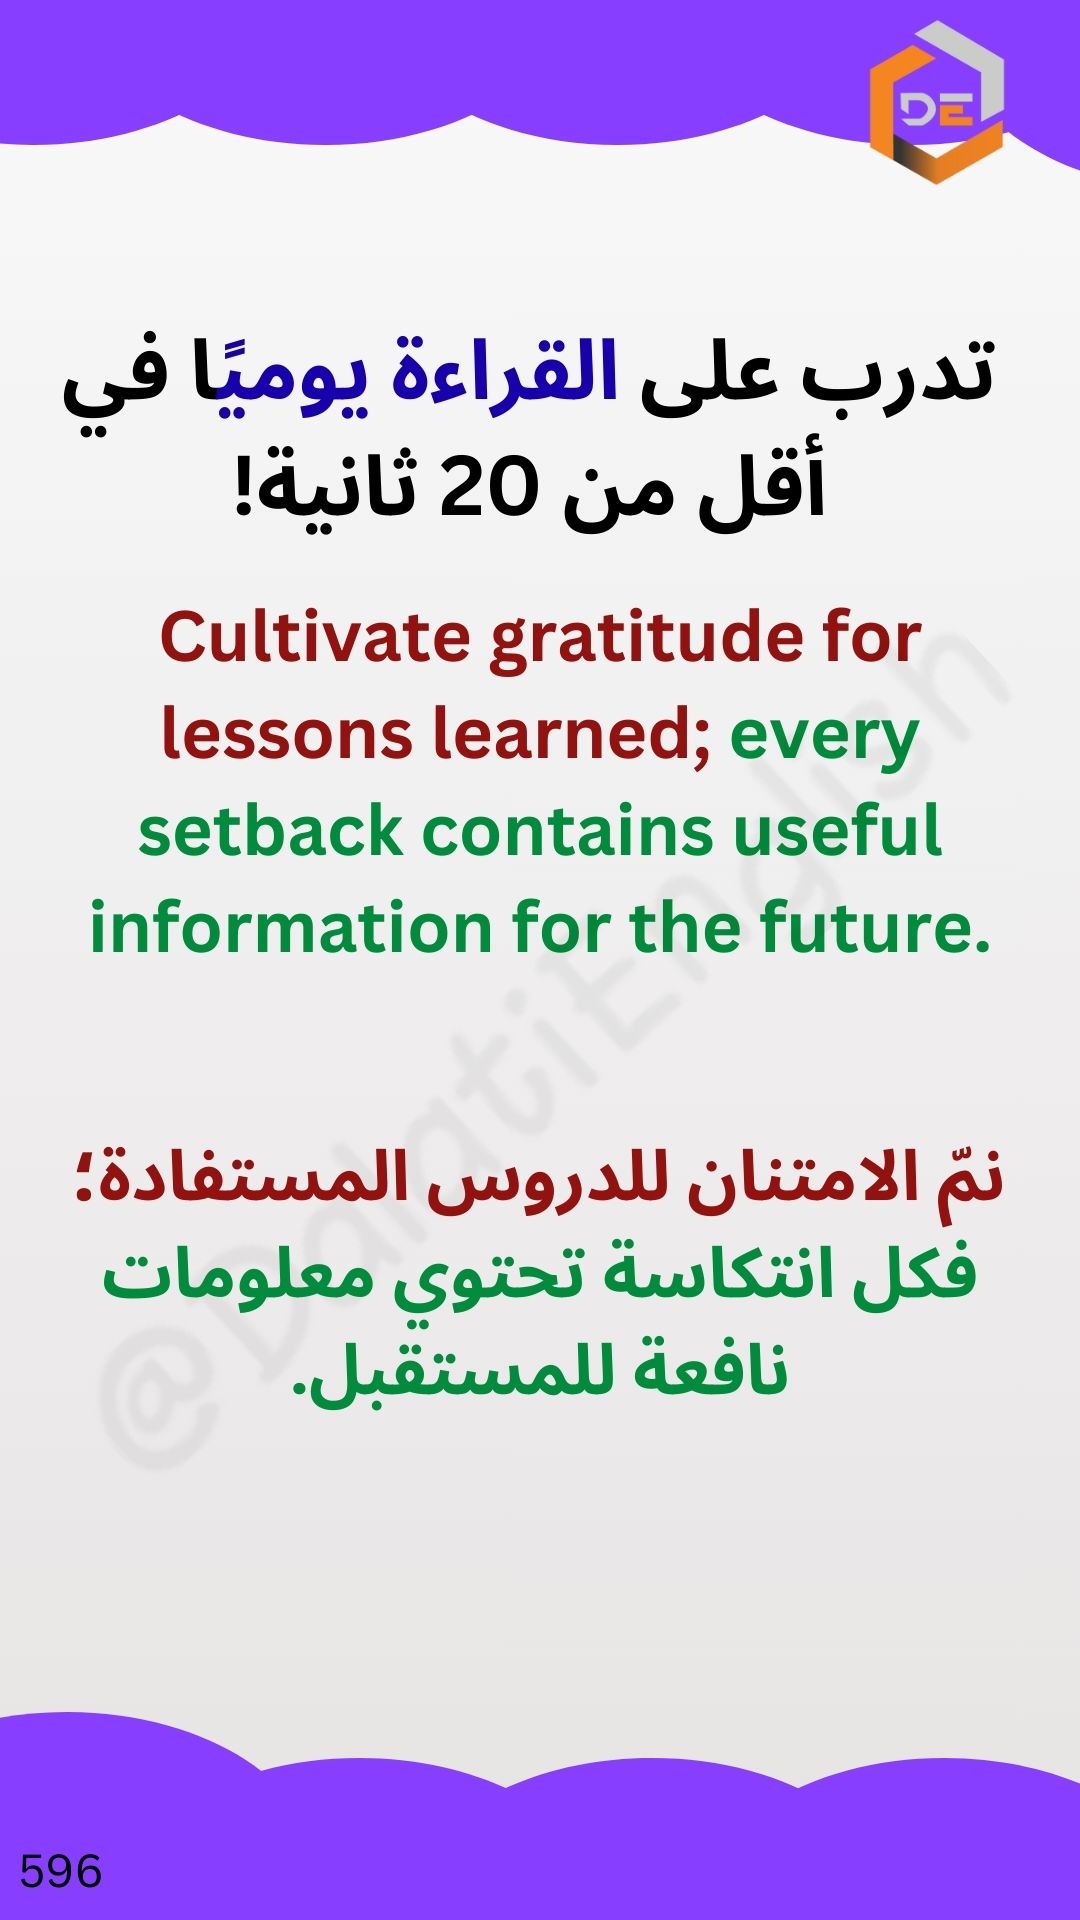 DE
تدرب على القراءة يوميًا في
أقل من 20 ثانية!
Cultivate gratitude for
lessons learned; every
setback contains useful
information for the future.
نمّ الامتنان للدروس المستفادة؛
فكل انتكاسة تحتوي معلومات
نافعة للمستقبل.
@DalatiEnglish
596